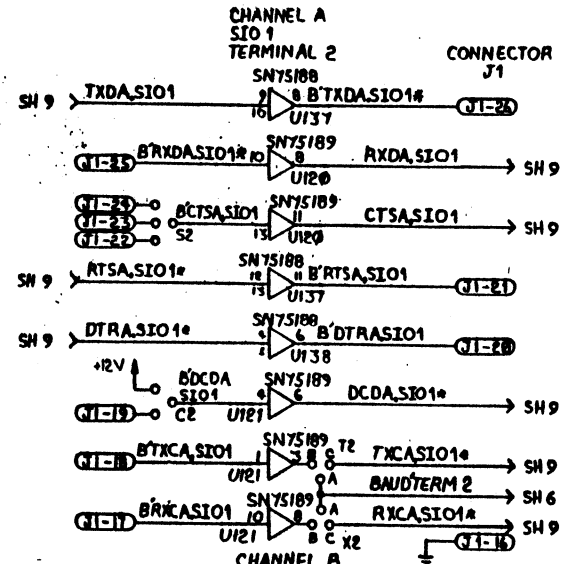 CHANNEL A
SIO 1
TERMINAL 2
CONNECTOR
J1
SN75188
SH 9 TXDA,SIO1 9 10 8 B'TXDA,SIO1* J1-26
U137
SN75189
J1-25 B'RXDA,SIO1* 10 8 RXDA,SIO1 SH 9
U120
SN75189
J1-24
J1-23 B'CTSA,SIO1 13 11 CTSA,SIO1 SH 9
J1-22 S2 U120
SN75188
SH 9 RTSA,SIO1* 12 13 11 B'RTSA,SIO1 J1-21
U137
SN75188
SH 9 DTRA,SIO1* 4 5 6 B'DTRASIO1 J1-20
U138
+12V
B'DCDA SN75189
SIO1 4 6 DCDA,SIO1* SH 9
J1-19 C2 U121
SN75189
J1-18 B'TXCA,SIO1 1 3 B C T2 TXCA,SIO1* SH 9
U121
A BAUDTERM 2 SH 6
SN75189 A
J1-17 B'RXCA,SIO1 10 8 RXCA,SIO1* SH 9
U121 B C X2 J1-16
CHANNEL B